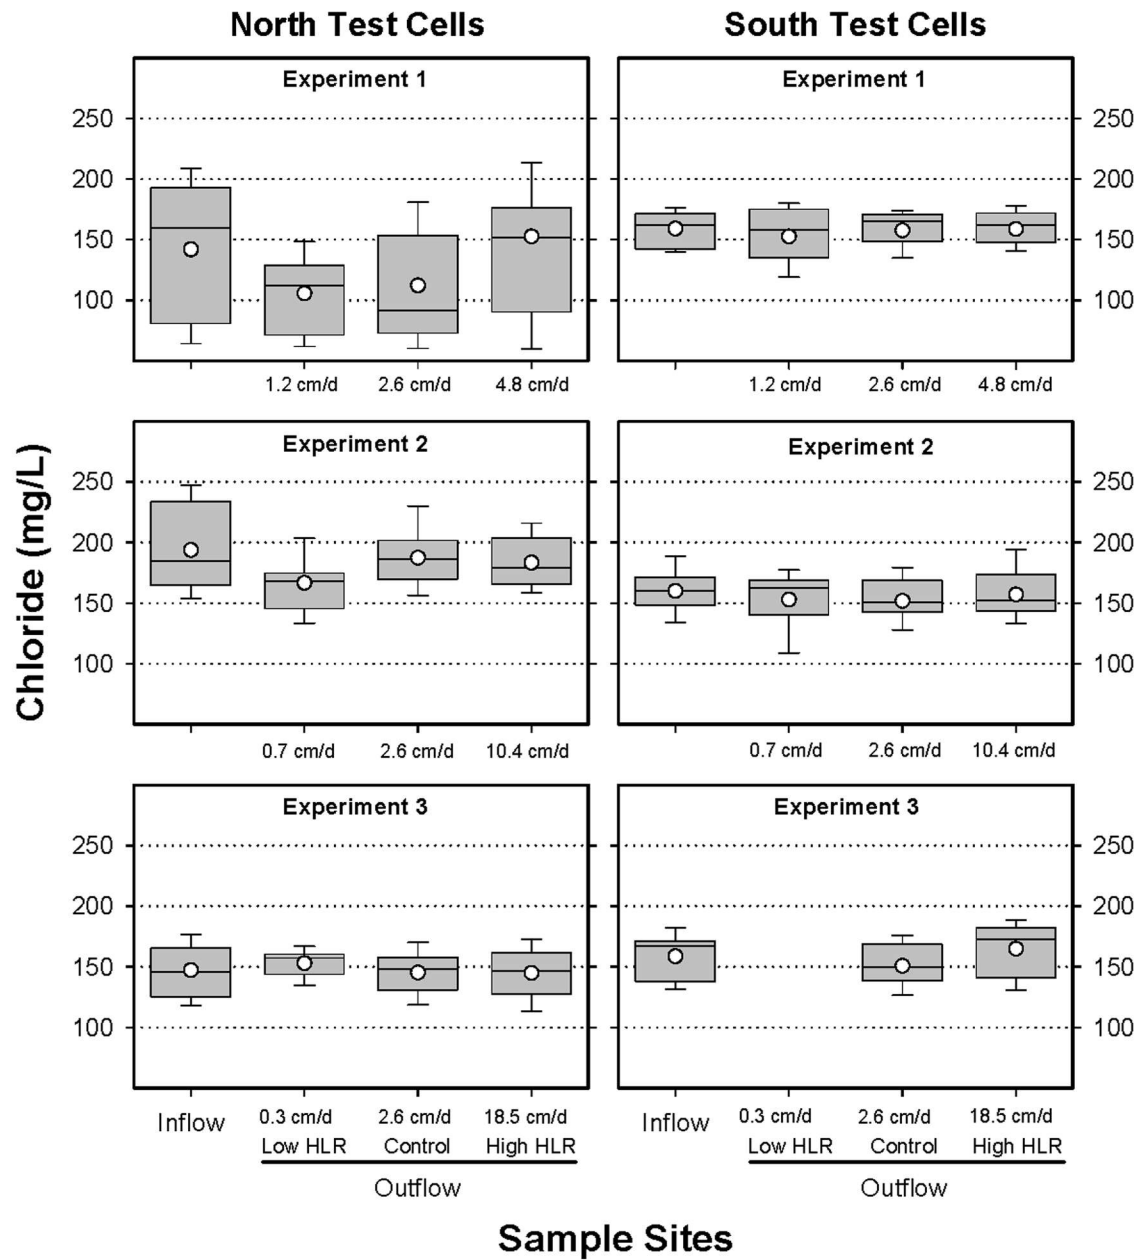 North Test Cells
South Test Cells
Experiment 1
Experiment 1
250
200
150
100
250
200
150
100
1.2 cm/d
2.6 cm/d
4.8 cm/d
1.2 cm/d
2.6 cm/d
4.8 cm/d
Chloride (mg/L)
Experiment 2
Experiment 2
250
200
150
100
250
200
150
100
0.7 cm/d
2.6 cm/d
10.4 cm/d
0.7 cm/d
2.6 cm/d
10.4 cm/d
Experiment 3
Experiment 3
250
200
150
100
250
200
150
100
Inflow
0.3 cm/d
2.6 cm/d
18.5 cm/d
Low HLR
Control
High HLR
Outflow
Inflow
0.3 cm/d
2.6 cm/d
18.5 cm/d
Low HLR
Control
High HLR
Outflow
Sample Sites